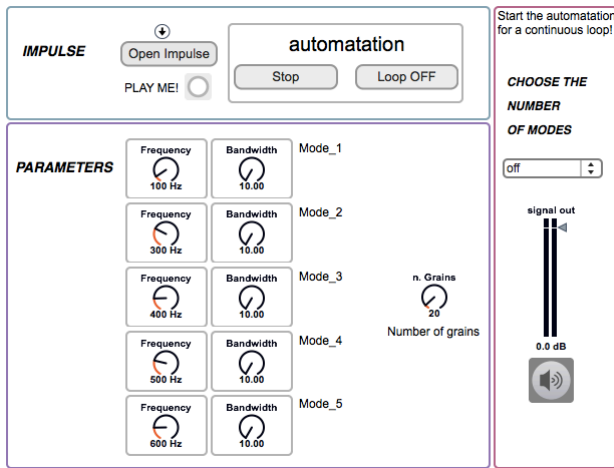 IMPULSE
Open Impulse
PLAY ME!
automatation
Stop
Loop OFF
Start the automatation
for a continuous loop!
CHOOSE THE
NUMBER
OF MODES
off
signal out
0.0 dB
PARAMETERS
Frequency
100 Hz
Bandwidth
10.00
Mode_1
Frequency
300 Hz
Bandwidth
10.00
Mode_2
Frequency
400 Hz
Bandwidth
10.00
Mode_3
Frequency
500 Hz
Bandwidth
10.00
Mode_4
Frequency
600 Hz
Bandwidth
10.00
Mode_5
n. Grains
20
Number of grains